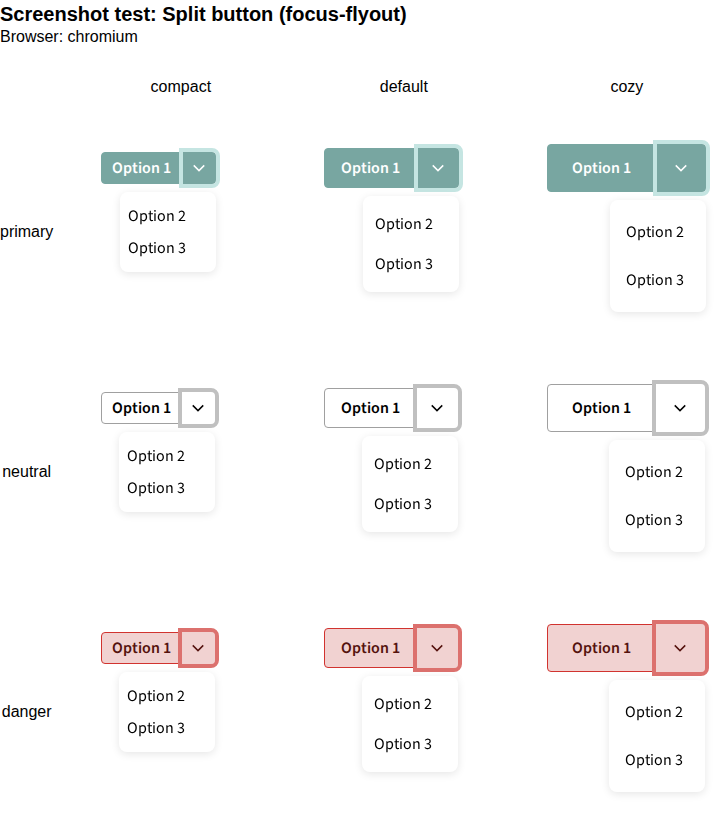 Screenshot test: Split button (focus-flyout)
Browser: chromium
compact default cozy
Option 1 Option 1 Option 1
primary
Option 2 Option 2 Option 2
Option 3 Option 3 Option 3
Option 1 Option 1 Option 1
neutral
Option 2 Option 2 Option 2
Option 3 Option 3 Option 3
Option 1 Option 1 Option 1
danger
Option 2 Option 2 Option 2
Option 3 Option 3 Option 3